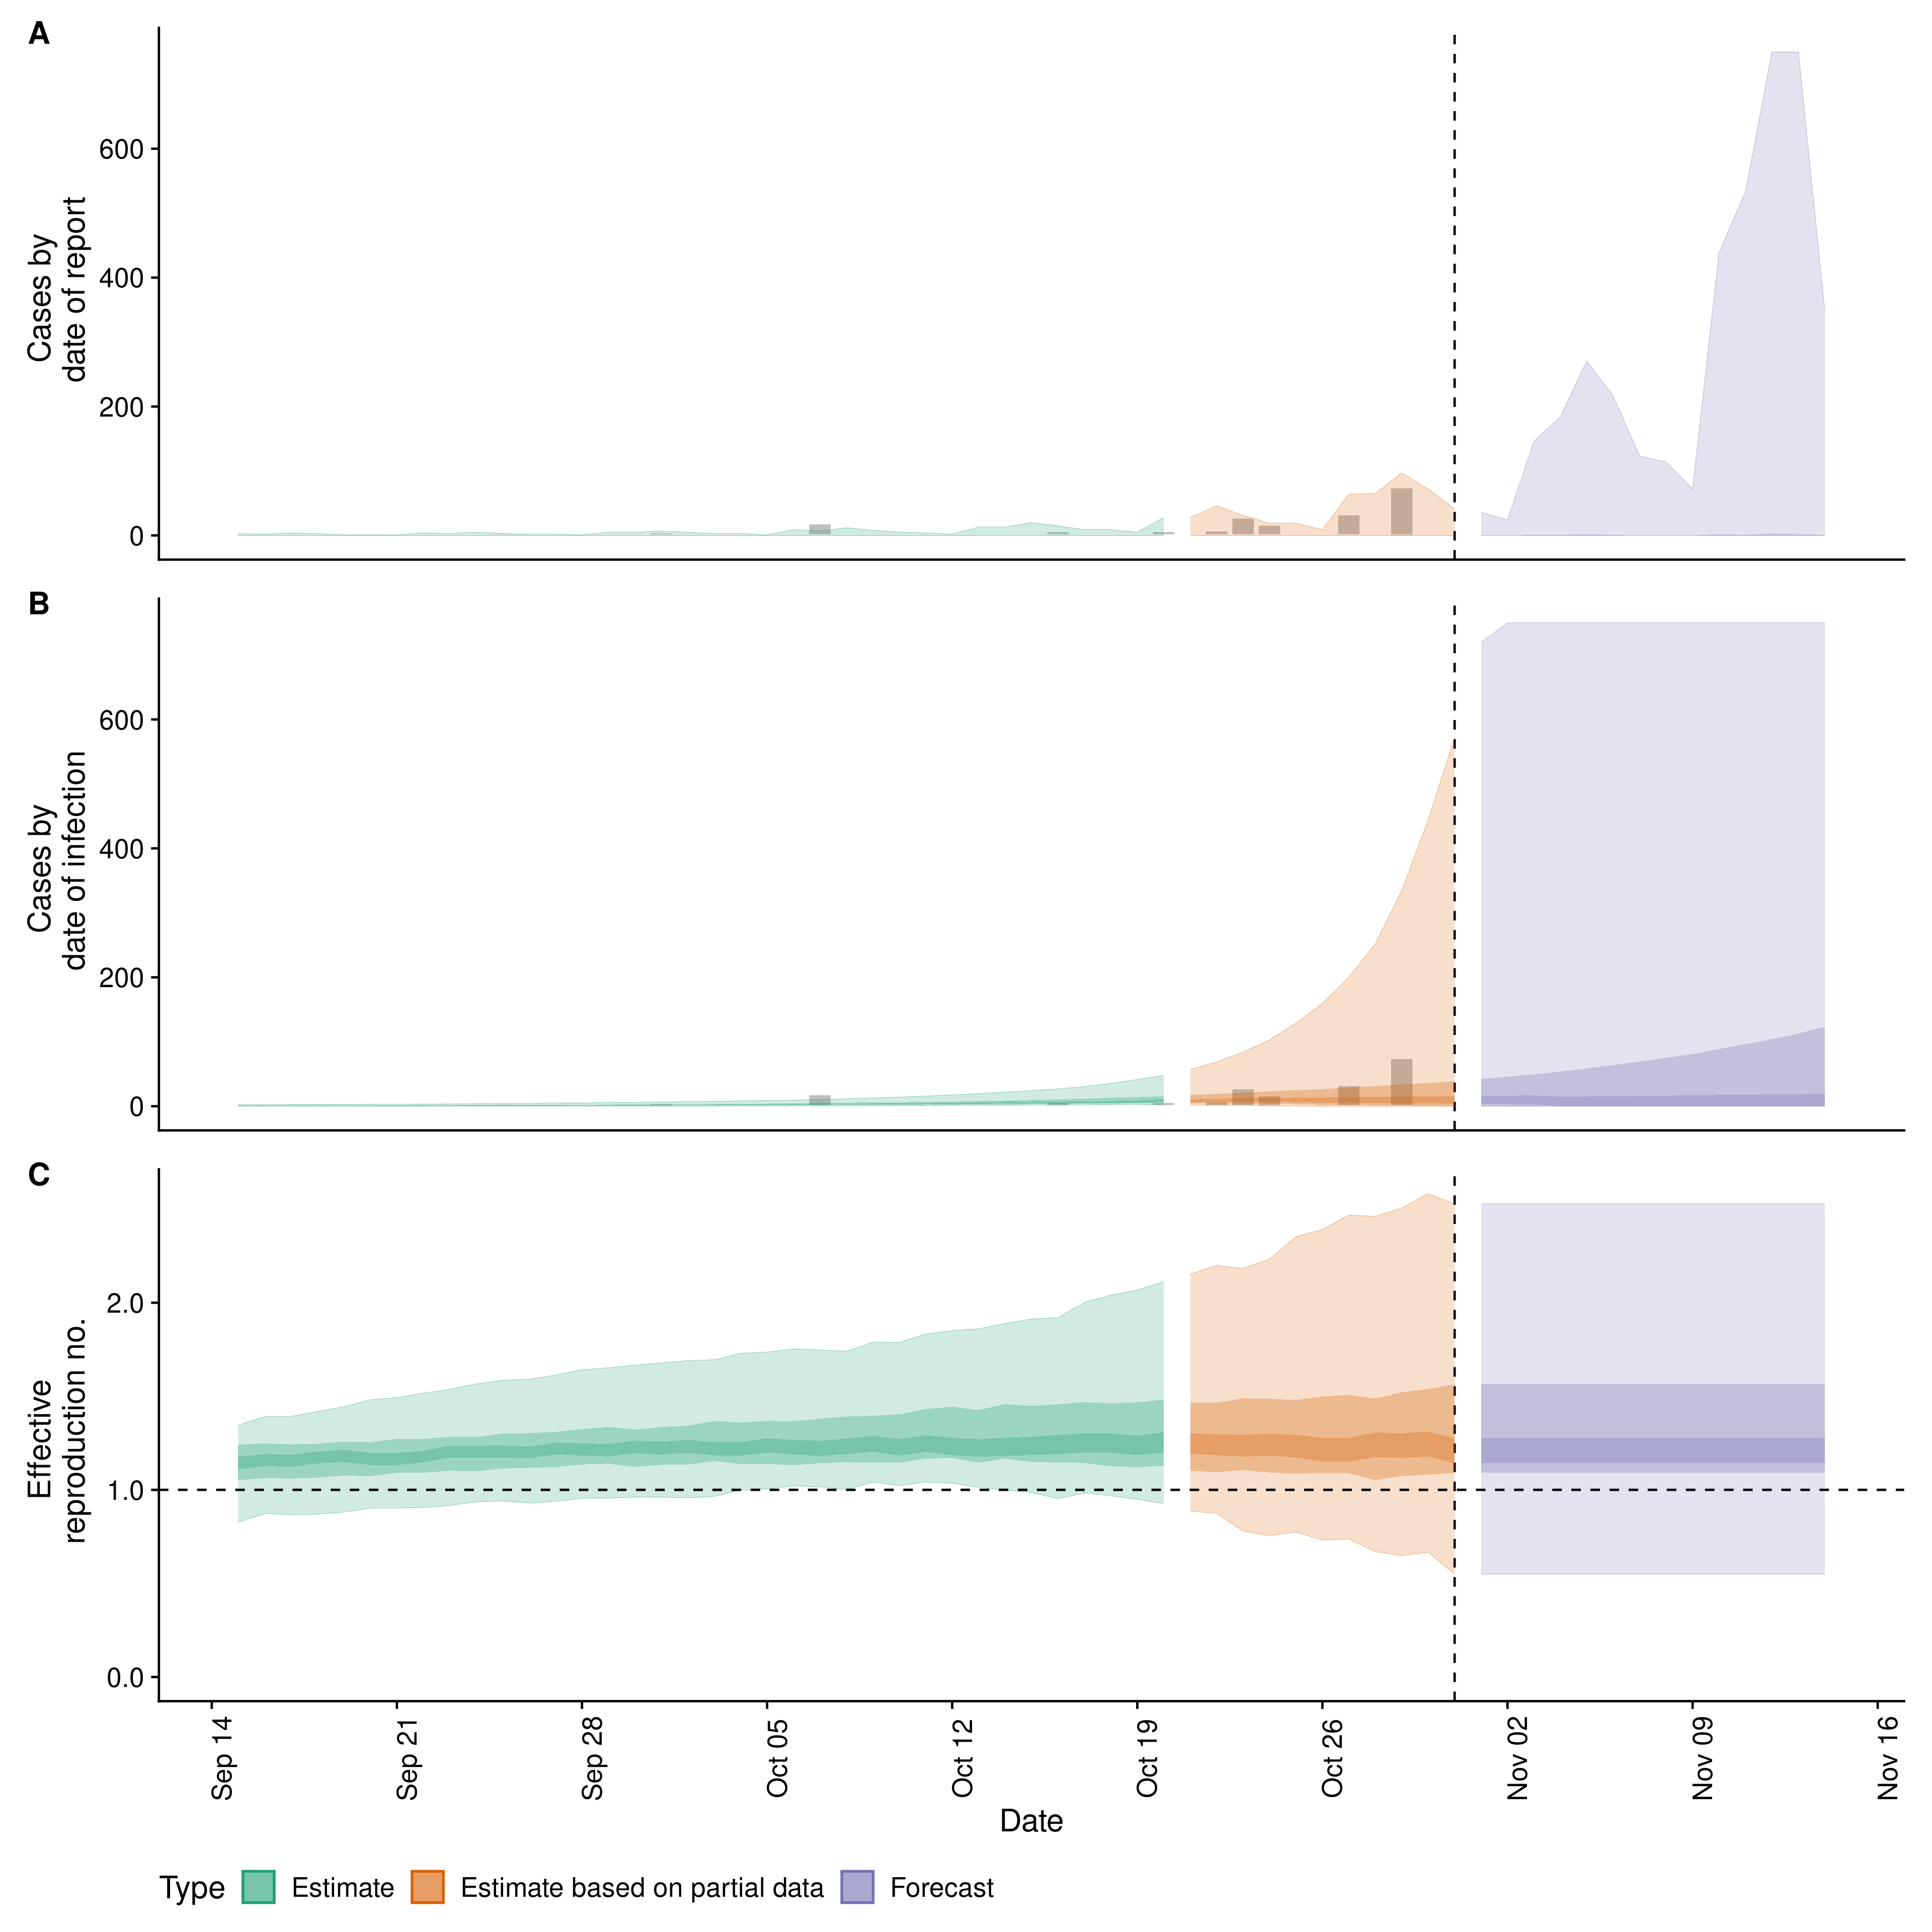 A
Cases by
date of report
600
400
200
0
B
Cases by
date of infection
600
400
200
0
C
Effective
reproduction no.
2.0
1.0
0.0
Sep 14
Sep 21
Sep 28
Oct 05
Oct 12
Oct 19
Oct 26
Nov 02
Nov 09
Nov 16
Date
Type Estimate Estimate based on partial data Forecast